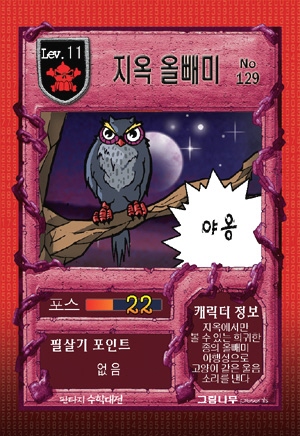 Lev. 11
지옥 올빼미
No
129
야옹
포스 22
필살기 포인트
없음
캐릭터 정보
지옥에서만
볼 수 있는 희귀한
종의 올빼미
야행성으로
고양이 같은 울음
소리를 낸다
판타지 수학대전
그림나무